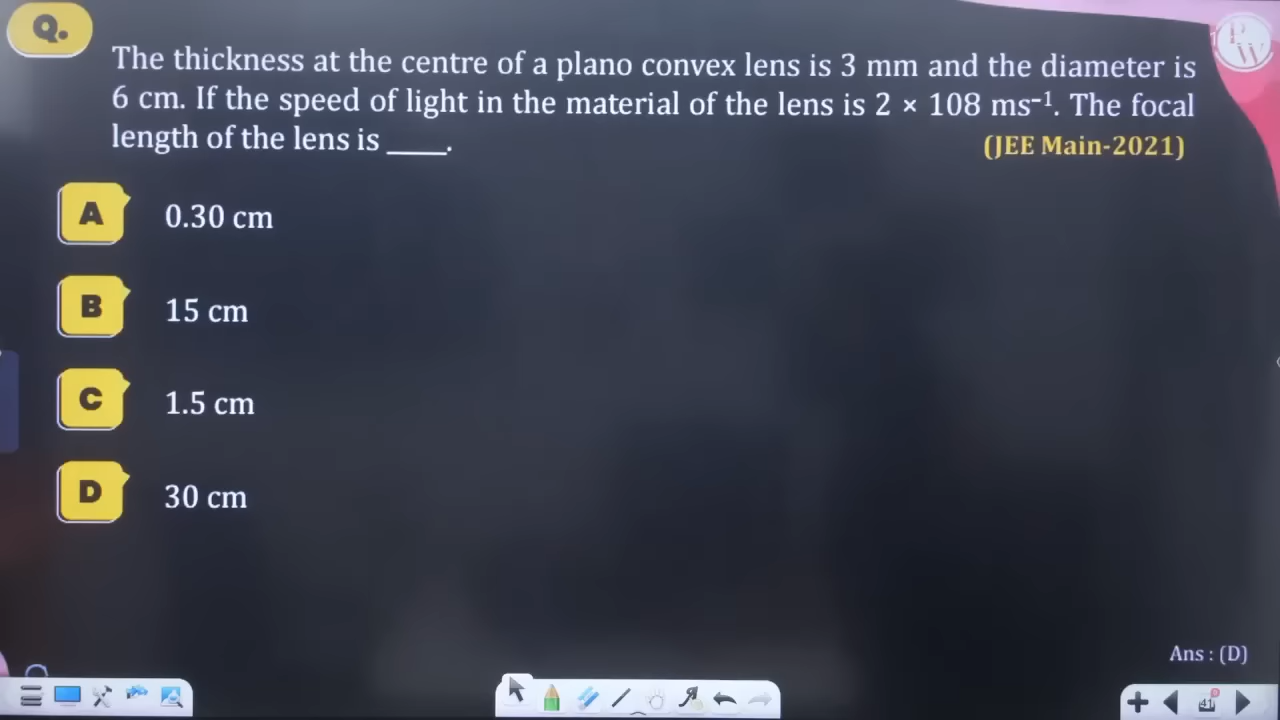 Q.
The thickness at the centre of a plano convex lens is 3 mm and the diameter is
6 cm. If the speed of light in the material of the lens is 2 × 108 ms⁻¹. The focal
length of the lens is ____.
(JEE Main-2021)
A
0.30 cm
B
15 cm
C
1.5 cm
D
30 cm
Ans : (D)
PW
41